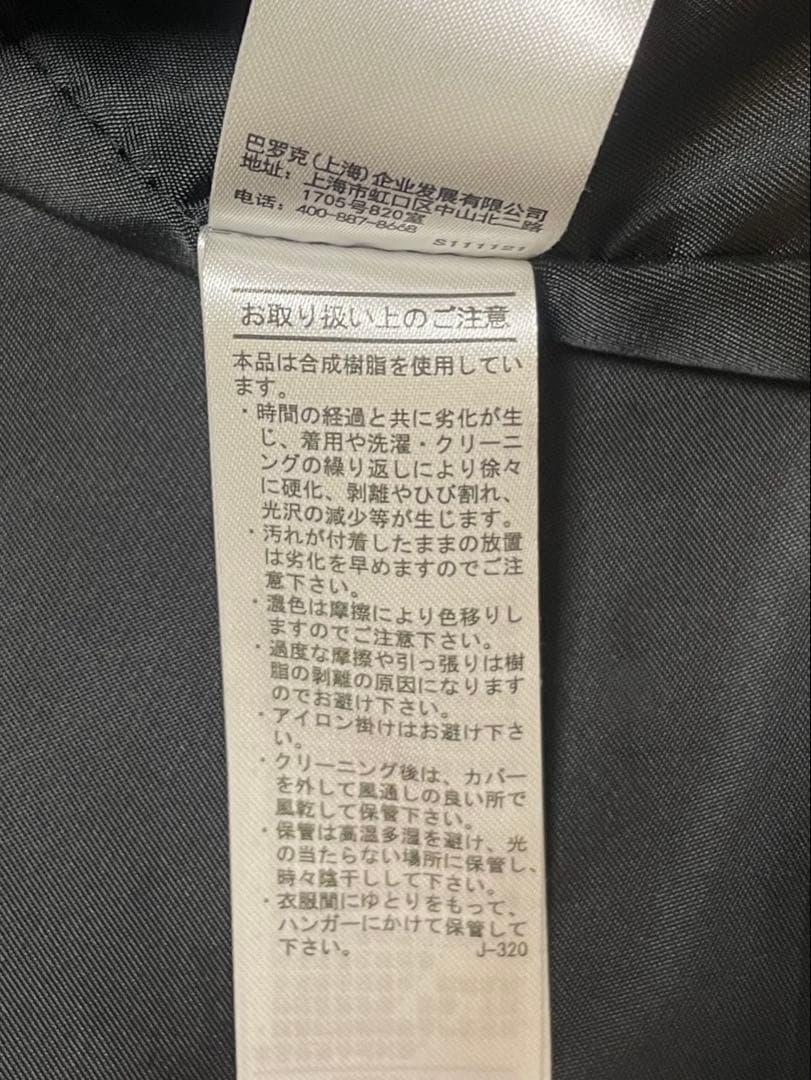 巴罗克(上海)企业发展有限公司
地址：上海市虹口区中山北二路
1705号820室
电话：400-887-8668
S111121
お取り扱い上のご注意
本品は合成樹脂を使用してい
ます。
・時間の経過と共に劣化が生
じ、着用や洗濯・クリーニ
ングの繰り返しにより徐々
に硬化、剥離やひび割れ、
光沢の減少等が生じます。
・汚れが付着したままの放置
は劣化を早めますのでご注
意下さい。
・濃色は摩擦により色移りし
ますのでご注意下さい。
・過度な摩擦や引っ張りは樹
脂の剥離の原因になります
のでお避け下さい。
・アイロン掛けはお避け下さ
い。
・クリーニング後は、カバー
を外して風通しの良い所で
風乾して保管下さい。
・保管は高温多湿を避け、光
の当たらない場所に保管し、
時々陰干しして下さい。
・衣服間にゆとりをもって、
ハンガーにかけて保管して
下さい。
J-320